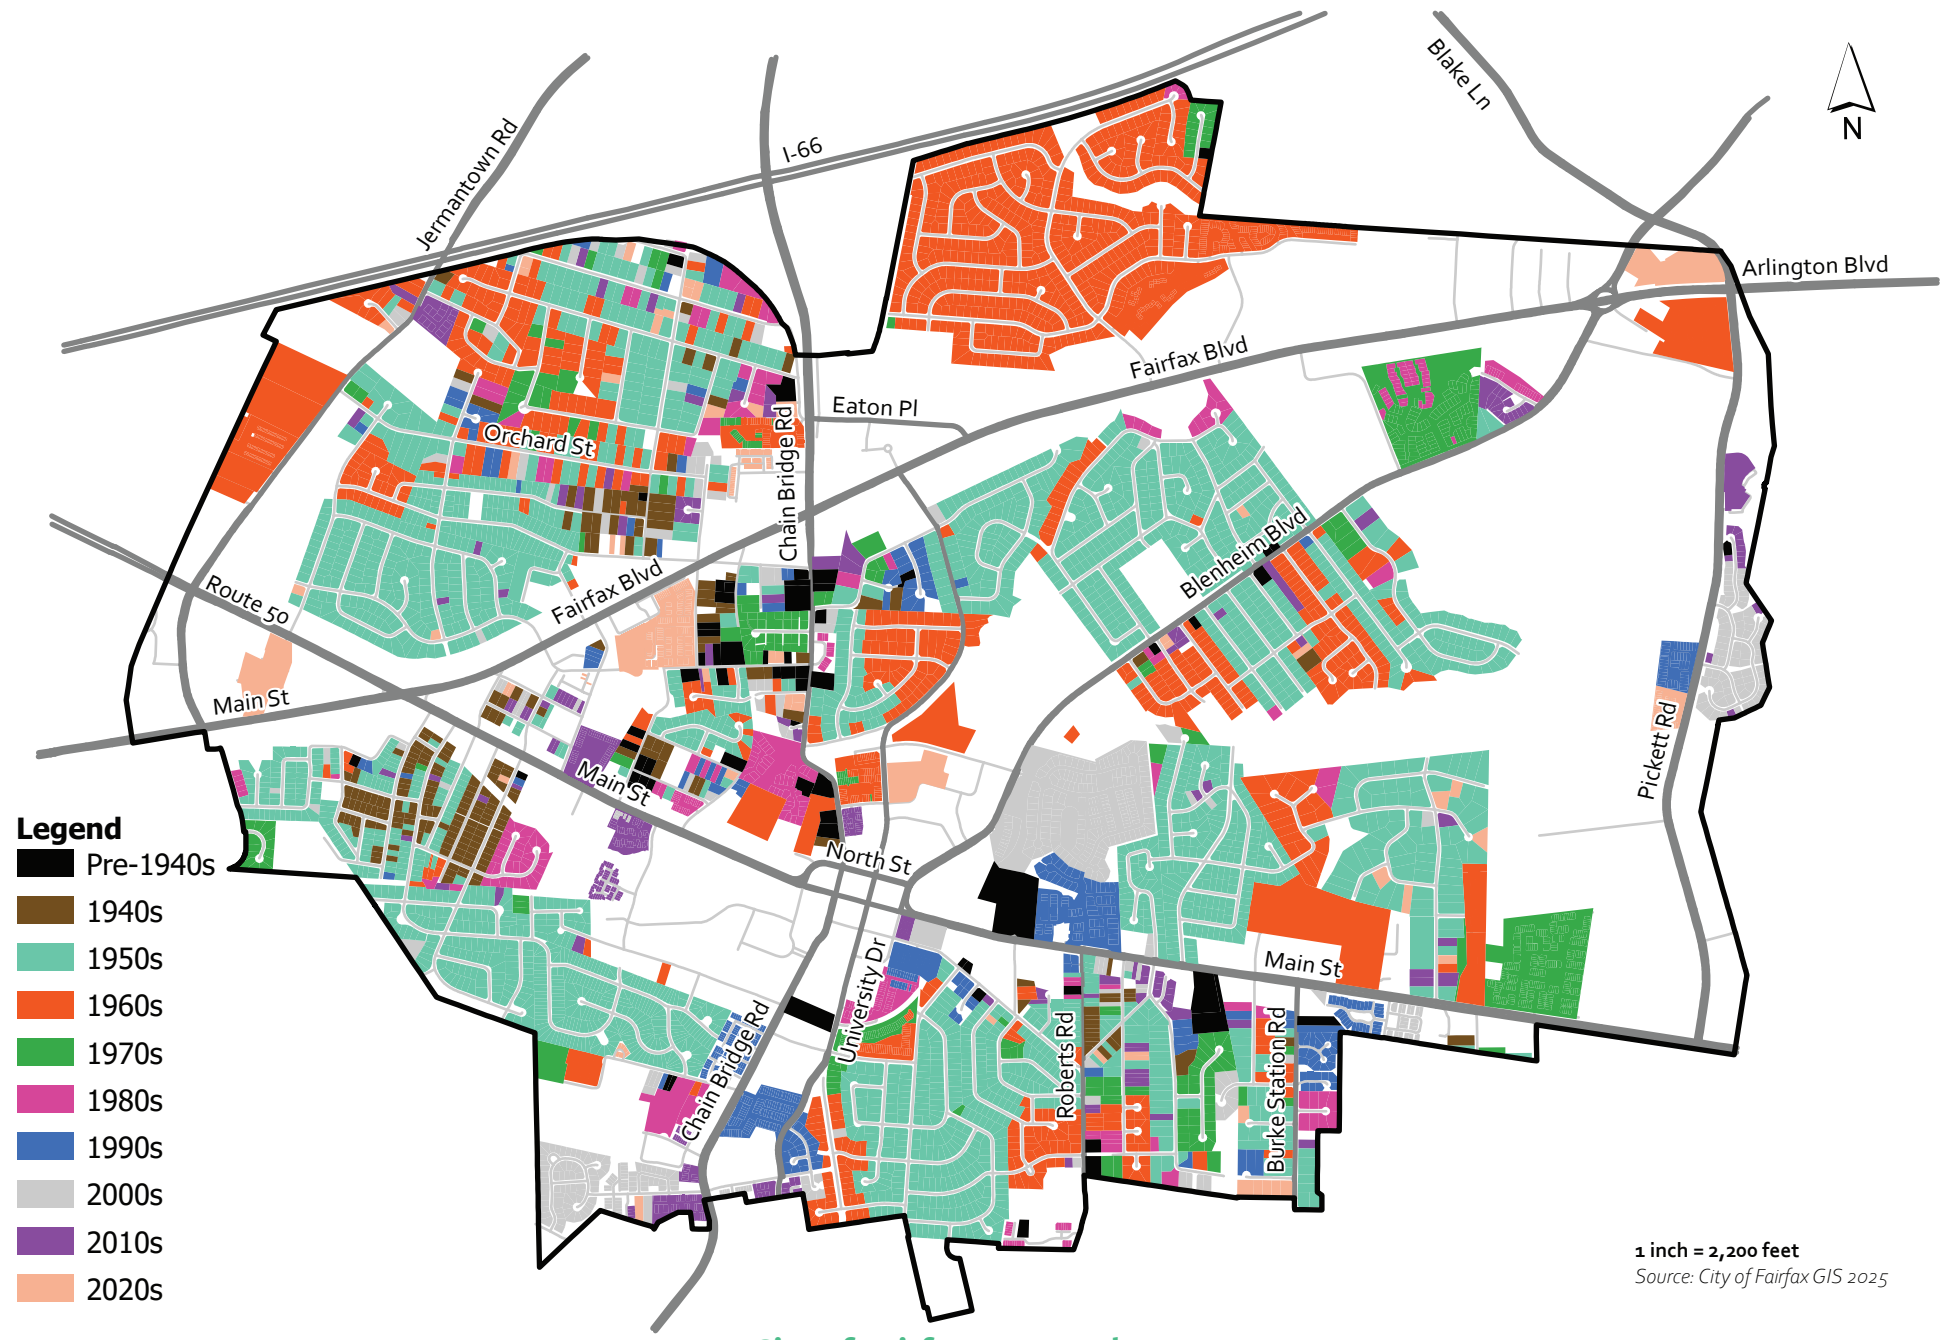 Blake Ln
N
I-66
Jermantown Rd
Arlington Blvd
Fairfax Blvd
Eaton Pl
Orchard St
Chain Bridge Rd
Blenheim Blvd
Fairfax Blvd
Route 50
Main St
Pickett Rd
Main St
North St
Legend
Pre-1940s
1940s
1950s
1960s
1970s
1980s
1990s
2000s
2010s
2020s
Main St
University Dr
Chain Bridge Rd
Roberts Rd
Burke Station Rd
1 inch = 2,200 feet
Source: City of Fairfax GIS 2025